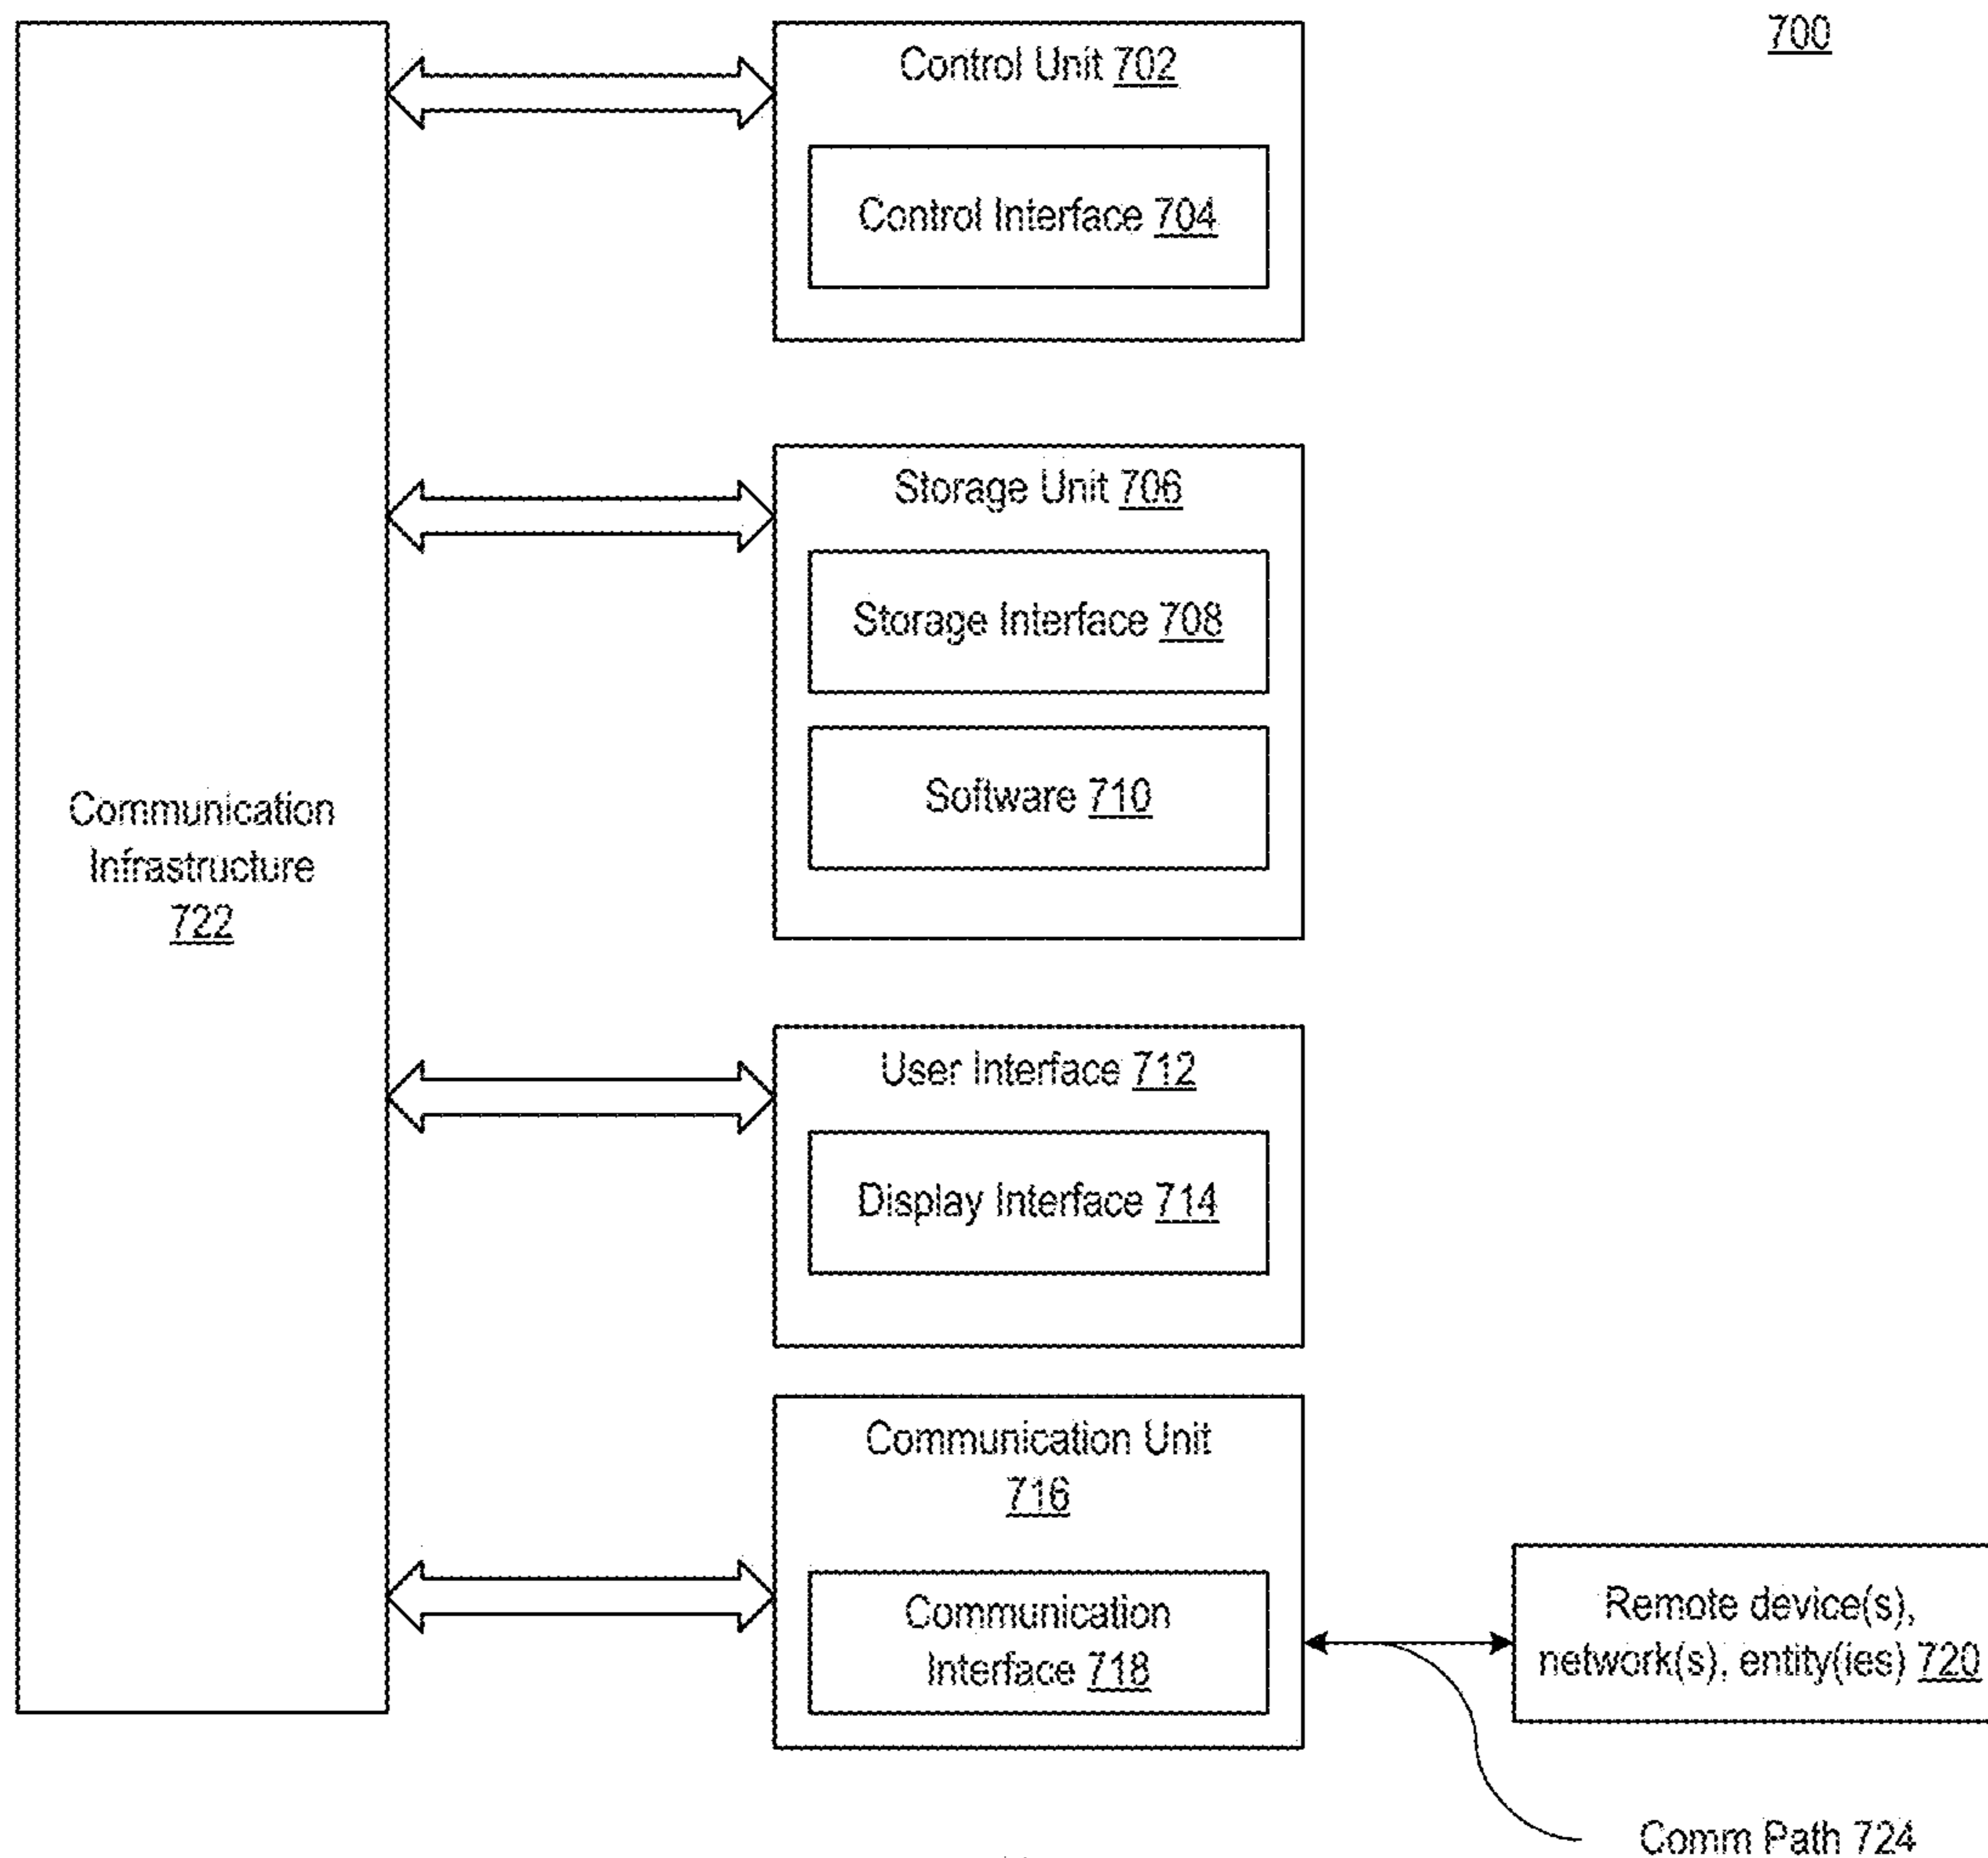 700
Control Unit 702
Control Interface 704
Storage Unit 706
Storage Interface 708
Software 710
Communication
Infrastructure
722
User Interface 712
Display Interface 714
Communication Unit
716
Communication
Interface 718
Remote device(s),
network(s), entity(ies) 720
Comm Path 724